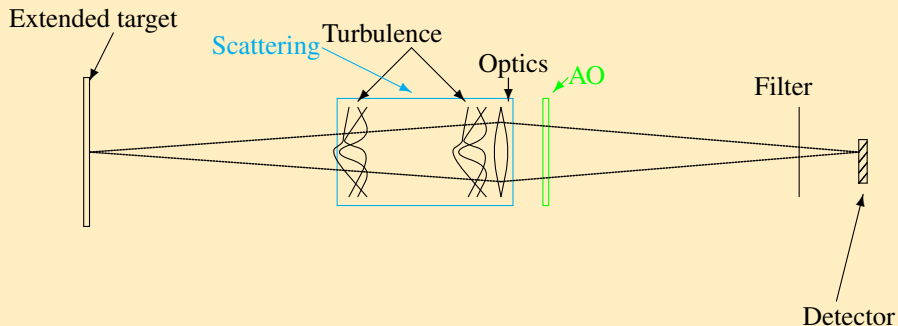 Extended target
Turbulence
Scattering
Optics
AO
Filter
Detector